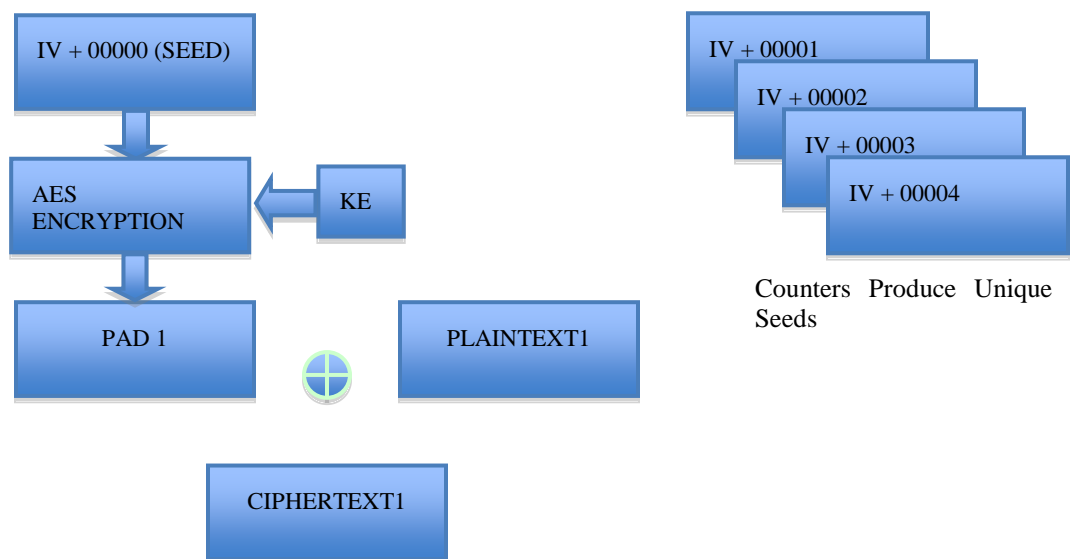 IV + 00000 (SEED)
AES
ENCRYPTION
KE
PAD 1
PLAINTEXT1
CIPHERTEXT1
IV + 00001
IV + 00002
IV + 00003
IV + 00004
Counters Produce Unique
Seeds